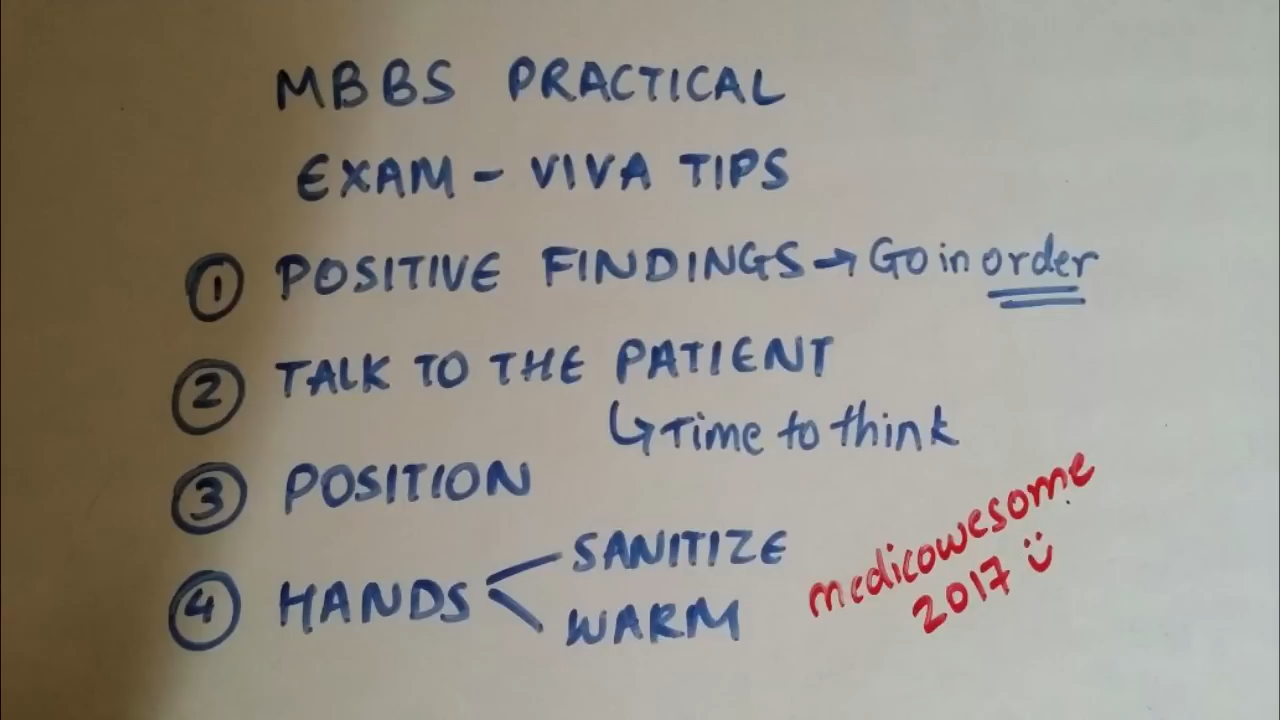 MBBS PRACTICAL
EXAM - VIVA TIPS
① POSITIVE FINDINGS → Go in order
② TALK TO THE PATIENT
↳ Time to think
③ POSITION
④ HANDS
SANITIZE
WARM
medicowesome
2017 ü